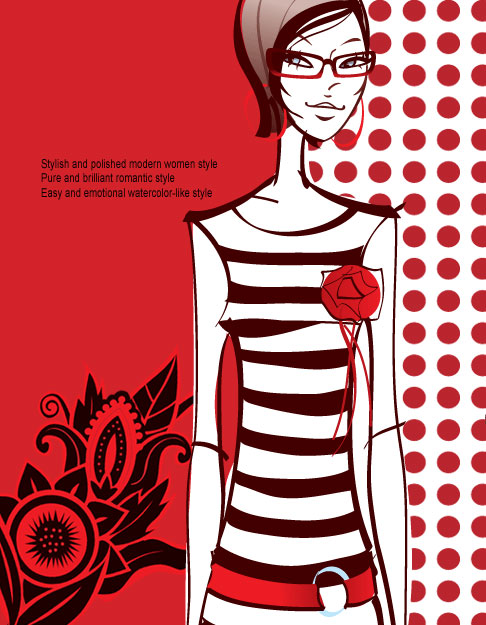 Stylish and polished modern women style
Pure and brilliant romantic style
Easy and emotional watercolor-like style